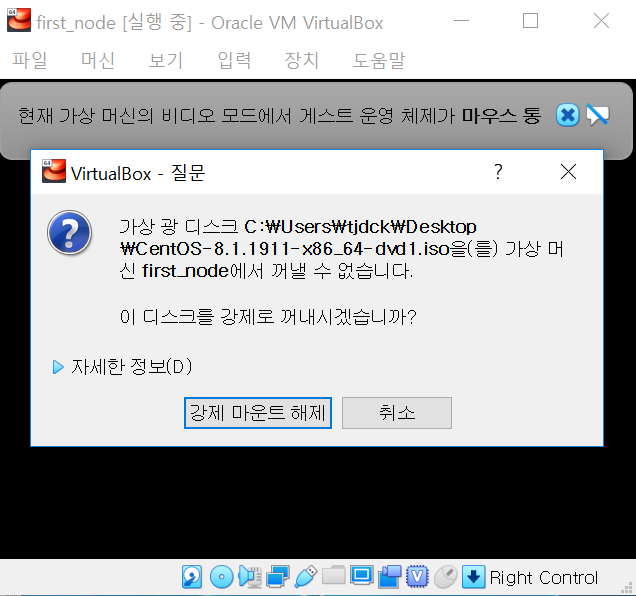 first_node [실행 중] - Oracle VM VirtualBox
파일 머신 보기 입력 장치 도움말
현재 가상 머신의 비디오 모드에서 게스트 운영 체제가 마우스 통
64 VirtualBox - 질문 ?
가상 광 디스크 C:₩Users₩tjdck₩Desktop
₩CentOS-8.1.1911-x86_64-dvd1.iso을(를) 가상 머
신 first_node에서 꺼낼 수 없습니다.
이 디스크를 강제로 꺼내시겠습니까?
자세한 정보(D)
강제 마운트 해제 취소
Right Control